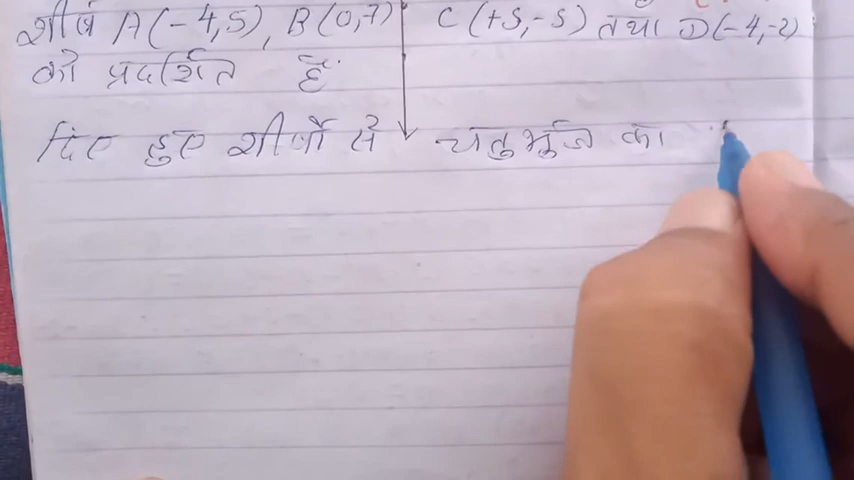 शीर्ष A(-4,5), B(0,7) C(+5,-5) तथा D(-4,-2)
को प्रदर्शित हैं
दिए हुए शीर्षों से चतुर्भुज का